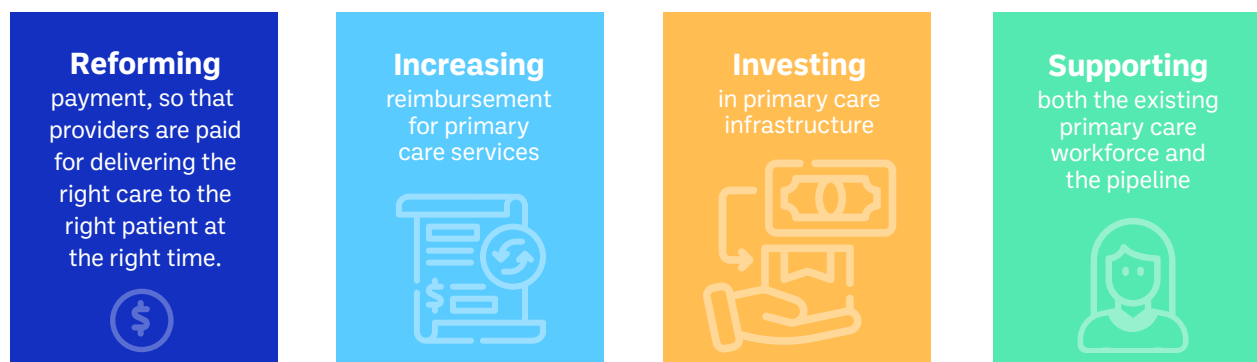 Reforming
payment, so that
providers are paid
for delivering the
right care to the
right patient at
the right time.
$
Increasing
reimbursement
for primary
care services
$
Investing
in primary care
infrastructure
Supporting
both the existing
primary care
workforce and
the pipeline